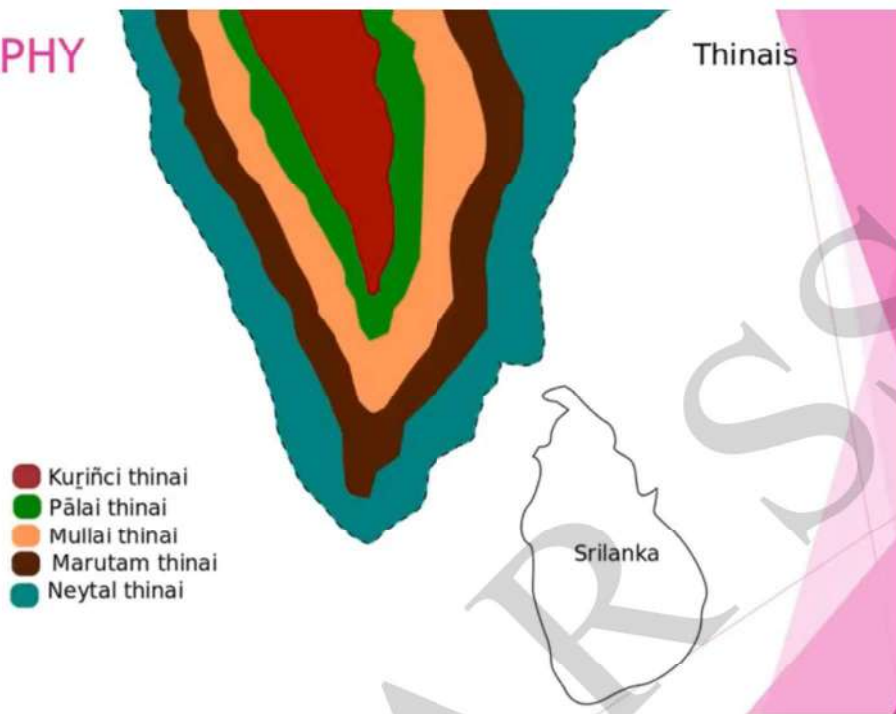 PHY
Thinais
Kuṟiñci thinai
Pālai thinai
Mullai thinai
Marutam thinai
Neytal thinai
Srilanka